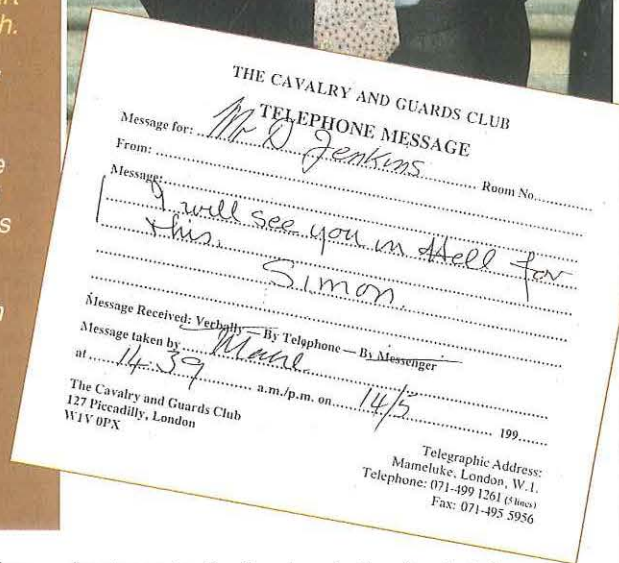 THE CAVALRY AND GUARDS CLUB
TELEPHONE MESSAGE
Message for: Mr D Jenkins Room No.
From:
Message:
I will see you in Hell for
this.
Simon.
Message Received: Verbally — By Telephone — By Messenger
Message taken by
at 14.39 a.m./p.m. on 14/5 199
The Cavalry and Guards Club
127 Piccadilly, London
W1V 0PX
Telegraphic Address:
Mameluke, London, W.1.
Telephone: 071-499 1261 (5 lines)
Fax: 071-495 5956